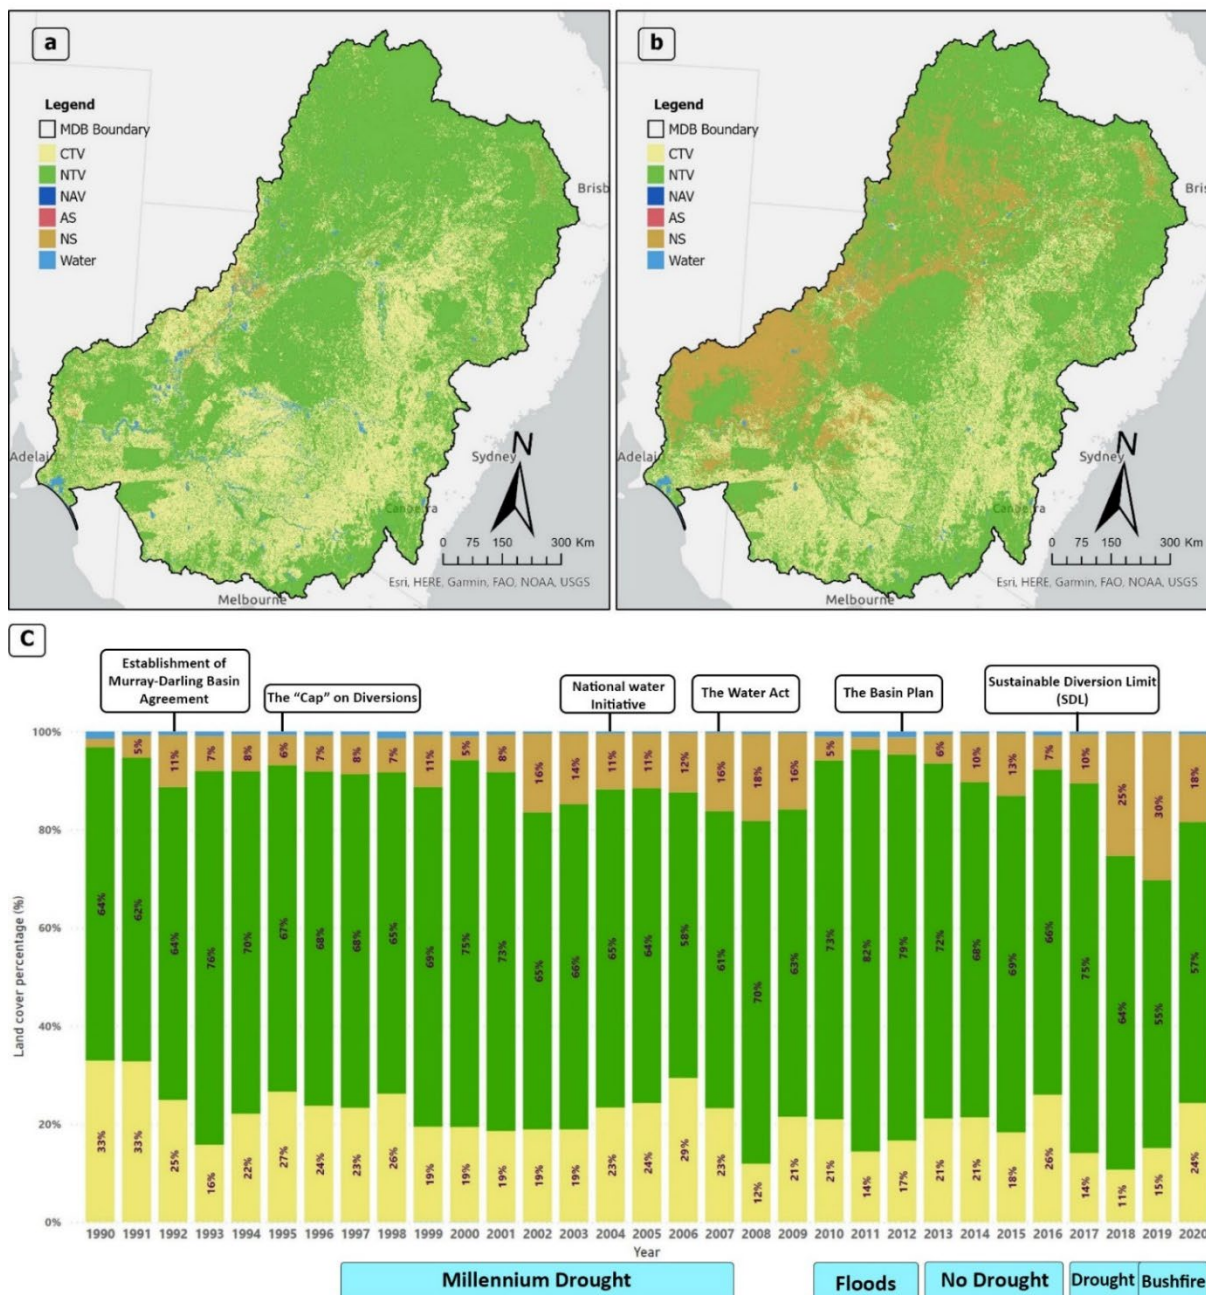 a
Legend
MDB Boundary
CTV
NTV
NAV
AS
NS
Water
Brisb
Adelai
Sydney
Canberra
Melbourne
N
0 75 150 300 Km
Esri, HERE, Garmin, FAO, NOAA, USGS
b
Legend
MDB Boundary
CTV
NTV
NAV
AS
NS
Water
Bris
Adelai
Sydney
Canberra
Melbourne
N
0 75 150 300 Km
Esri, HERE, Garmin, FAO, NOAA, USGS
C
Establishment of
Murray-Darling Basin
Agreement
The “Cap” on Diversions
National water
Initiative
The Water Act
The Basin Plan
Sustainable Diversion Limit
(SDL)
Land cover percentage (%)
100%
80%
60%
40%
20%
0%
5% 11% 7% 8% 6% 7% 8% 7% 11% 5% 8% 16% 14% 11% 11% 12% 16% 18% 16% 5% 6% 10% 13% 7% 10% 25% 30% 18%
64% 62% 64% 76% 70% 67% 68% 68% 65% 69% 75% 73% 65% 66% 65% 64% 58% 61% 70% 63% 73% 82% 79% 72% 68% 69% 66% 75% 64% 55% 57%
33% 33% 25% 16% 22% 27% 24% 23% 26% 19% 19% 19% 19% 19% 23% 24% 29% 23% 12% 21% 21% 14% 17% 21% 21% 18% 26% 14% 11% 15% 24%
1990 1991 1992 1993 1994 1995 1996 1997 1998 1999 2000 2001 2002 2003 2004 2005 2006 2007 2008 2009 2010 2011 2012 2013 2014 2015 2016 2017 2018 2019 2020
Year
Millennium Drought
Floods
No Drought
Drought
Bushfire